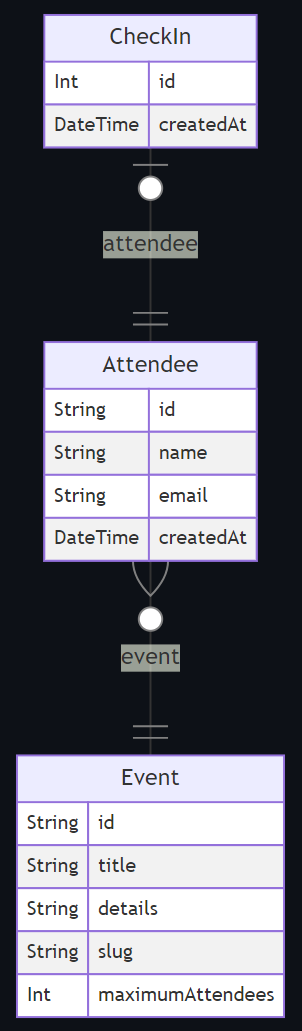 CheckIn
Int id
DateTime createdAt
attendee
Attendee
String id
String name
String email
DateTime createdAt
event
Event
String id
String title
String details
String slug
Int maximumAttendees